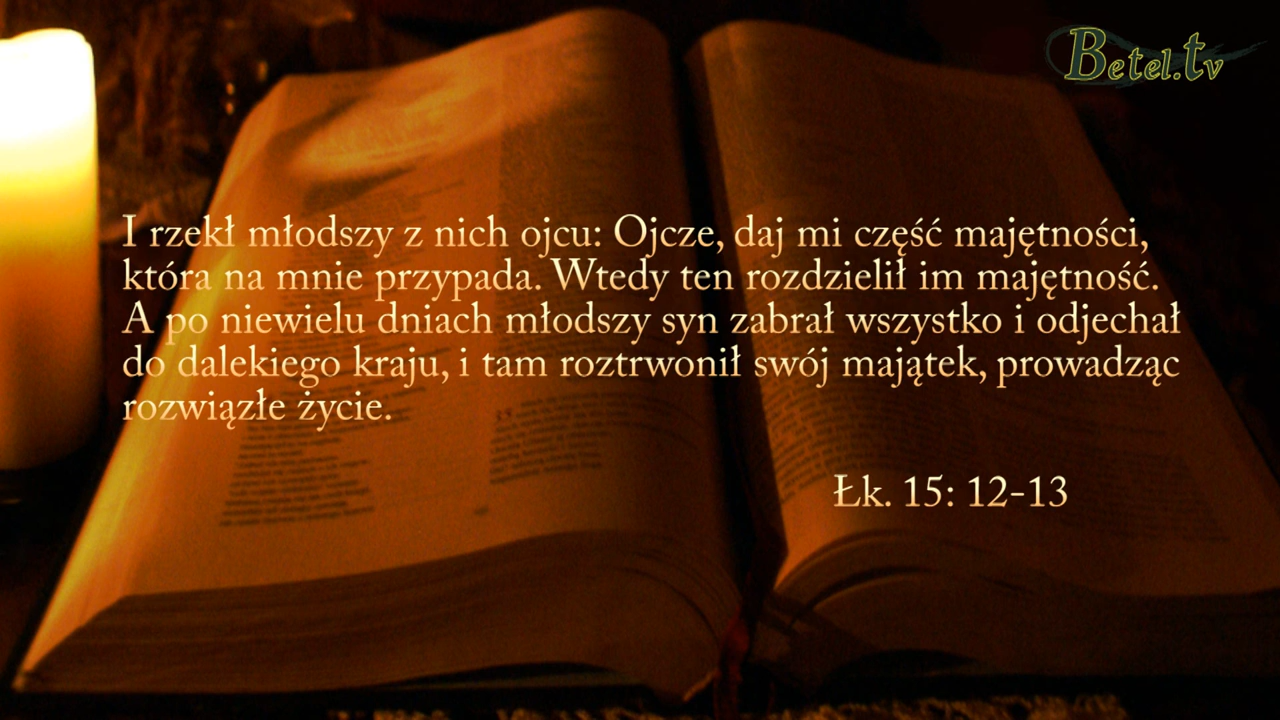 Betel.tv
I rzekł młodszy z nich ojcu: Ojcze, daj mi część majętności,
która na mnie przypada. Wtedy ten rozdzielił im majętność.
A po niewielu dniach młodszy syn zabrał wszystko i odjechał
do dalekiego kraju, i tam roztrwonił swój majątek, prowadząc
rozwiązłe życie.
Łk. 15: 12-13